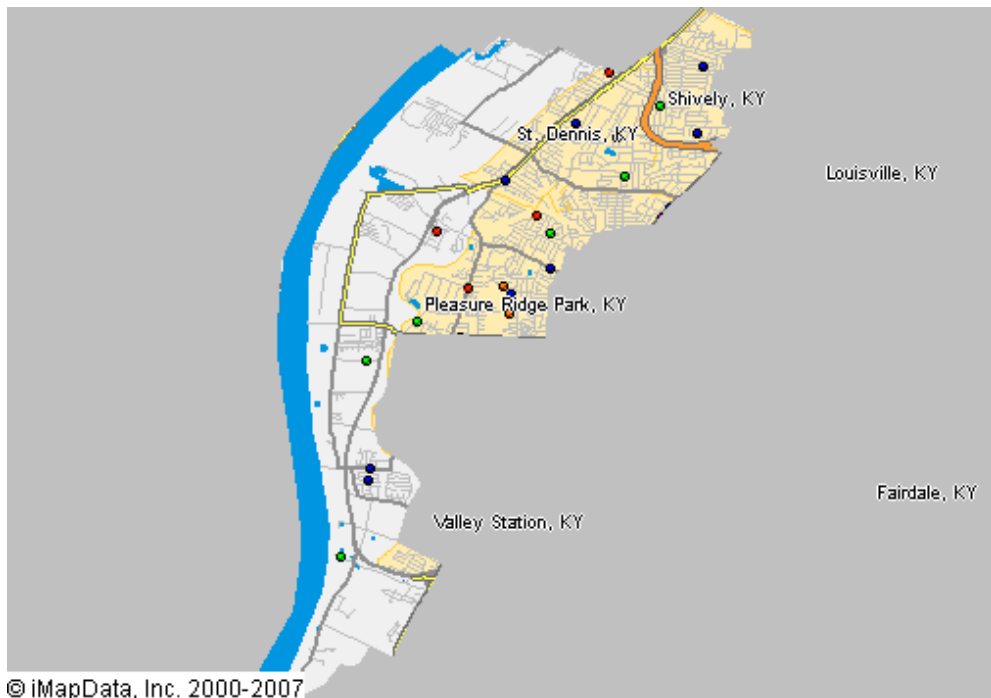 Shively, KY
St. Dennis, KY
Louisville, KY
Pleasure Ridge Park, KY
Fairdale, KY
Valley Station, KY
© iMapData, Inc. 2000-2007